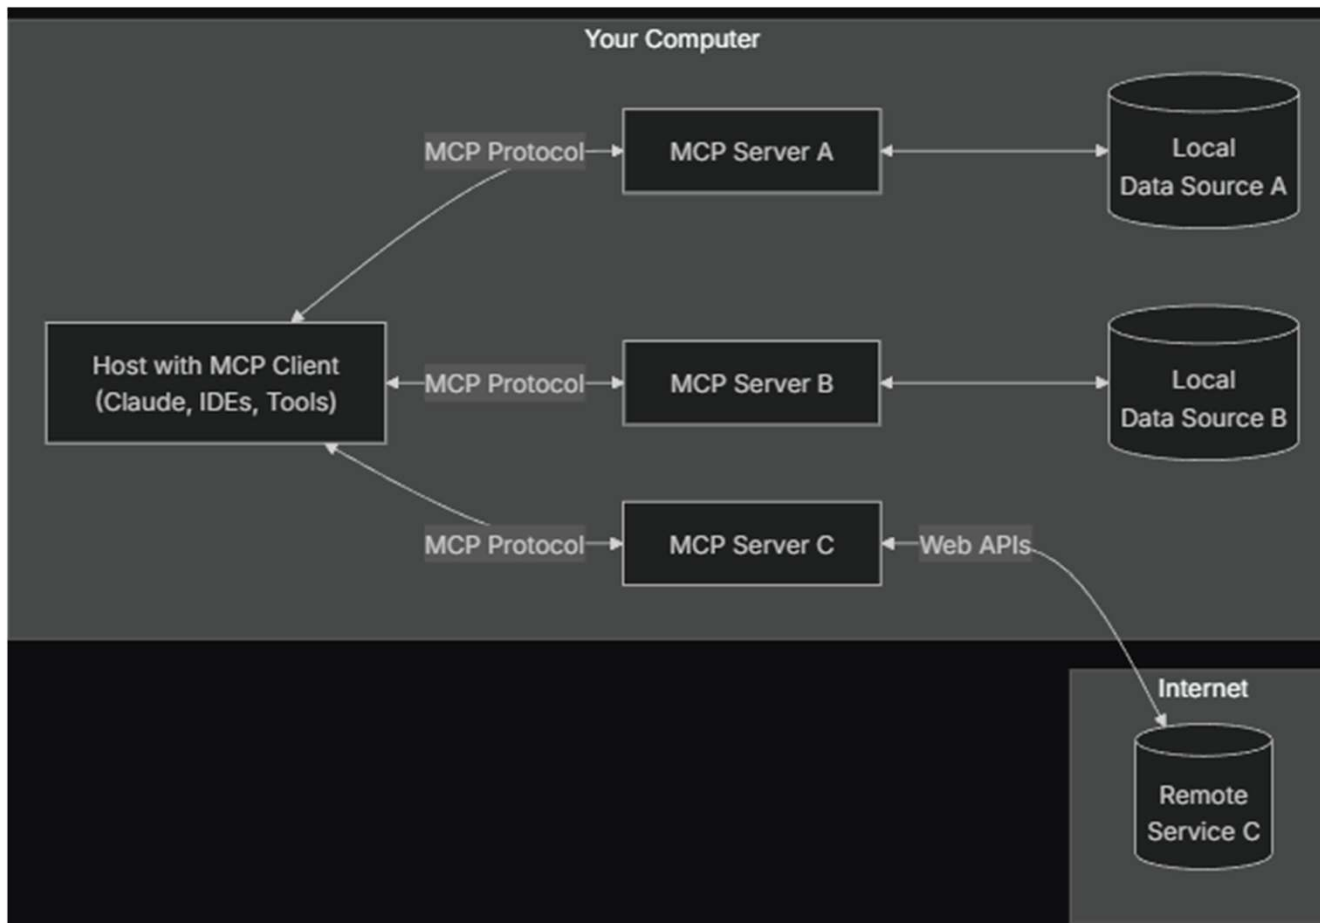 Your Computer
MCP Protocol
MCP Server A
Local
Data Source A
Host with MCP Client
(Claude, IDEs, Tools)
MCP Protocol
MCP Server B
Local
Data Source B
MCP Protocol
MCP Server C
Web APIs
Internet
Remote
Service C